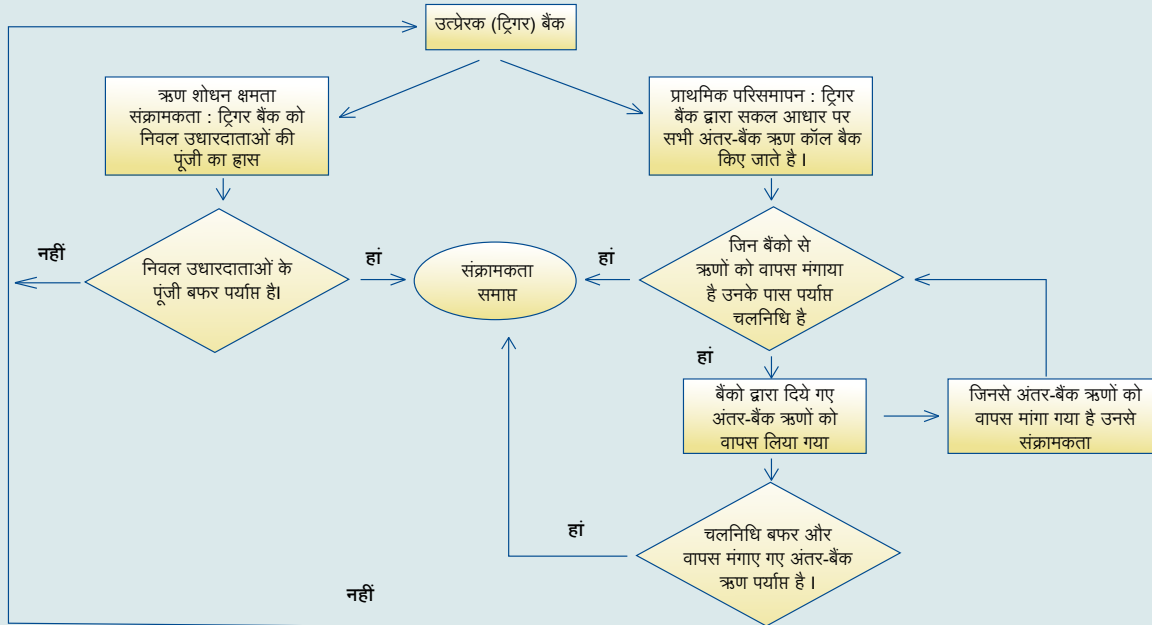 उत्प्रेरक (ट्रिगर) बैंक
ऋण शोधन क्षमता
संक्रामकता : ट्रिगर बैंक को
निवल उधारदाताओं की
पूंजी का ह्रास
प्राथमिक परिसमापन : ट्रिगर
बैंक द्वारा सकल आधार पर
सभी अंतर-बैंक ऋण कॉल बैक
किए जाते है ।
नहीं
निवल उधारदाताओं के
पूंजी बफर पर्याप्त है।
हां
संक्रामकता
समाप्त
हां
जिन बैंको से
ऋणों को वापस मंगाया
है उनके पास पर्याप्त
चलनिधि है
हां
बैंको द्वारा दिये गए
अंतर-बैंक ऋणों को
वापस लिया गया
जिनसे अंतर-बैंक ऋणों को
वापस मांगा गया है उनसे
संक्रामकता
हां
चलनिधि बफर और
वापस मंगाए गए अंतर-बैंक
ऋण पर्याप्त है ।
नहीं